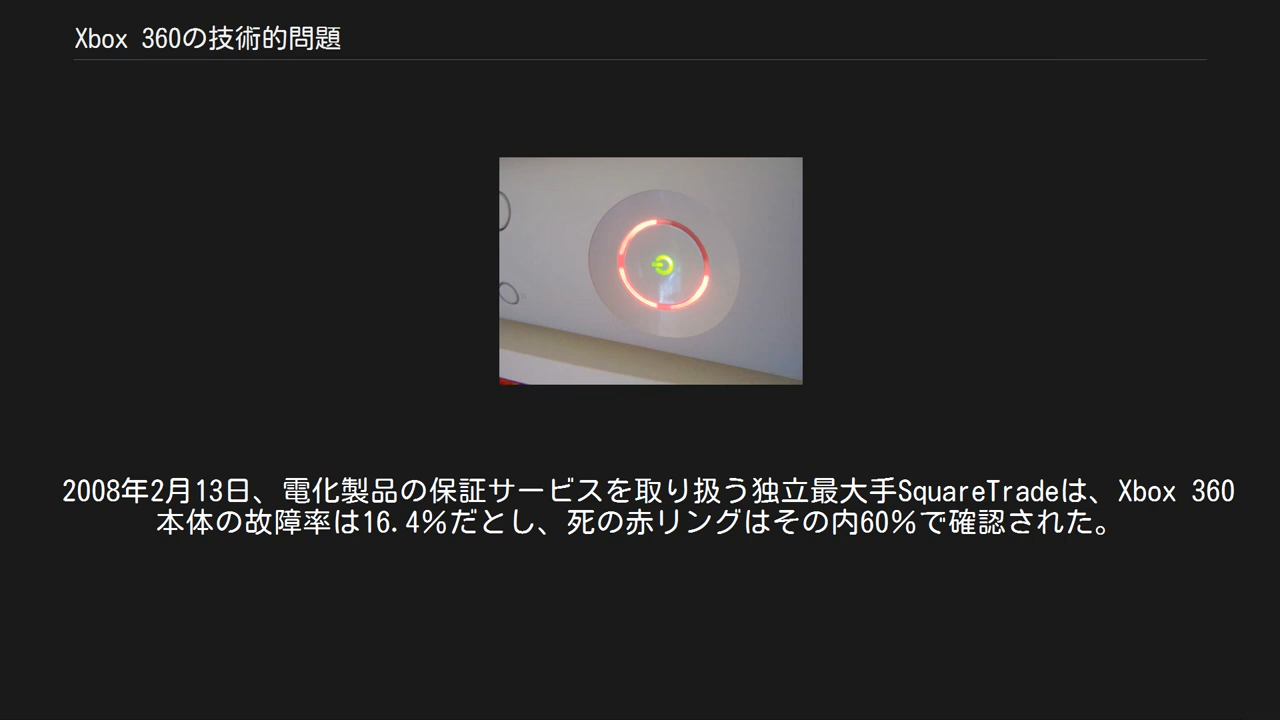 Xbox 360の技術的問題
2008年2月13日、電化製品の保証サービスを取り扱う独立最大手SquareTradeは、Xbox 360
本体の故障率は16.4％だとし、死の赤リングはその内60％で確認された。